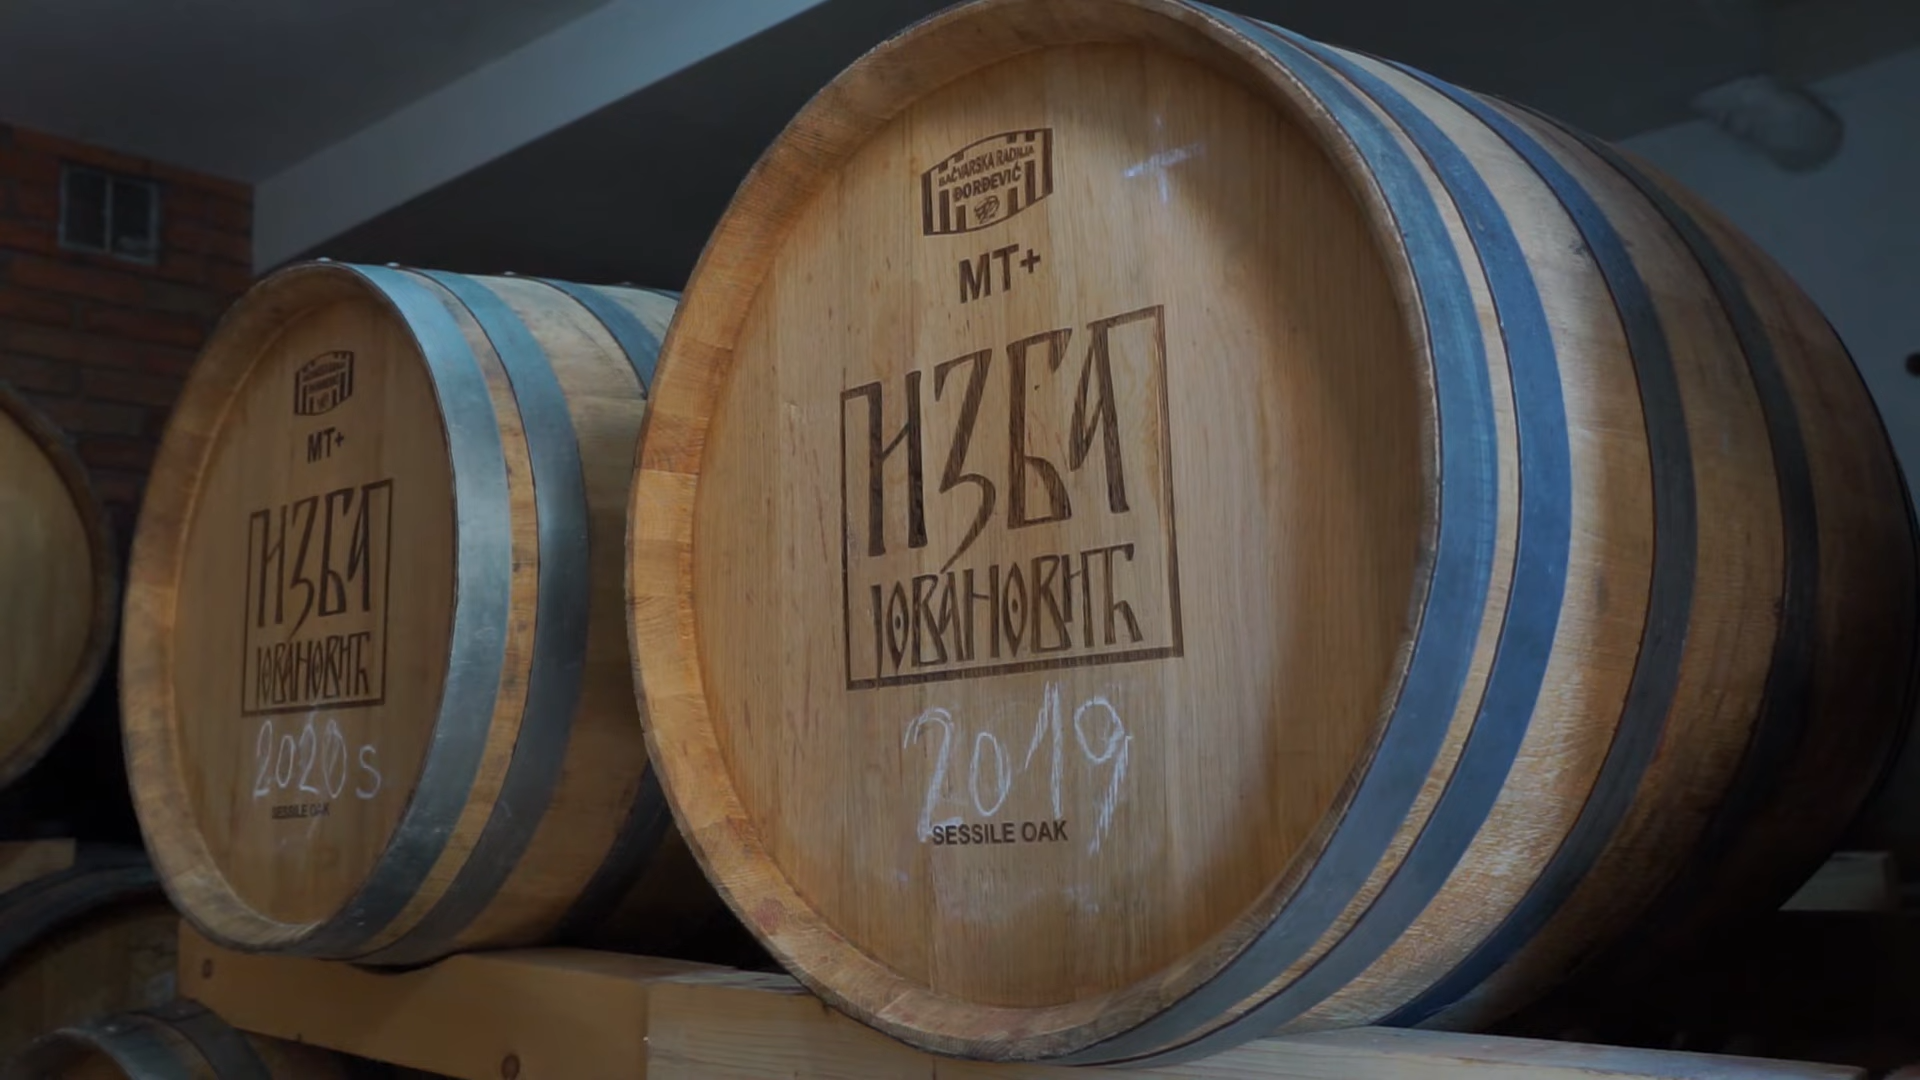 BAČVARSKA RADNJA
ĐORĐEVIĆ
MT+
ИЗБА
ЈОВАНОВИЋ
2019
SESSILE OAK
MT+
ИЗБА
ЈОВАНОВИЋ
2020 s
SESSILE OAK